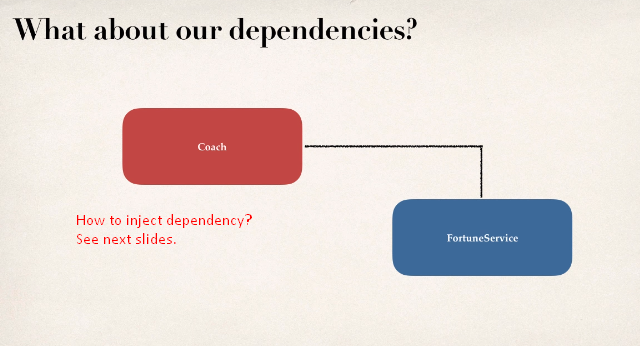 What about our dependencies?
Coach
How to inject dependency?
See next slides.
FortuneService